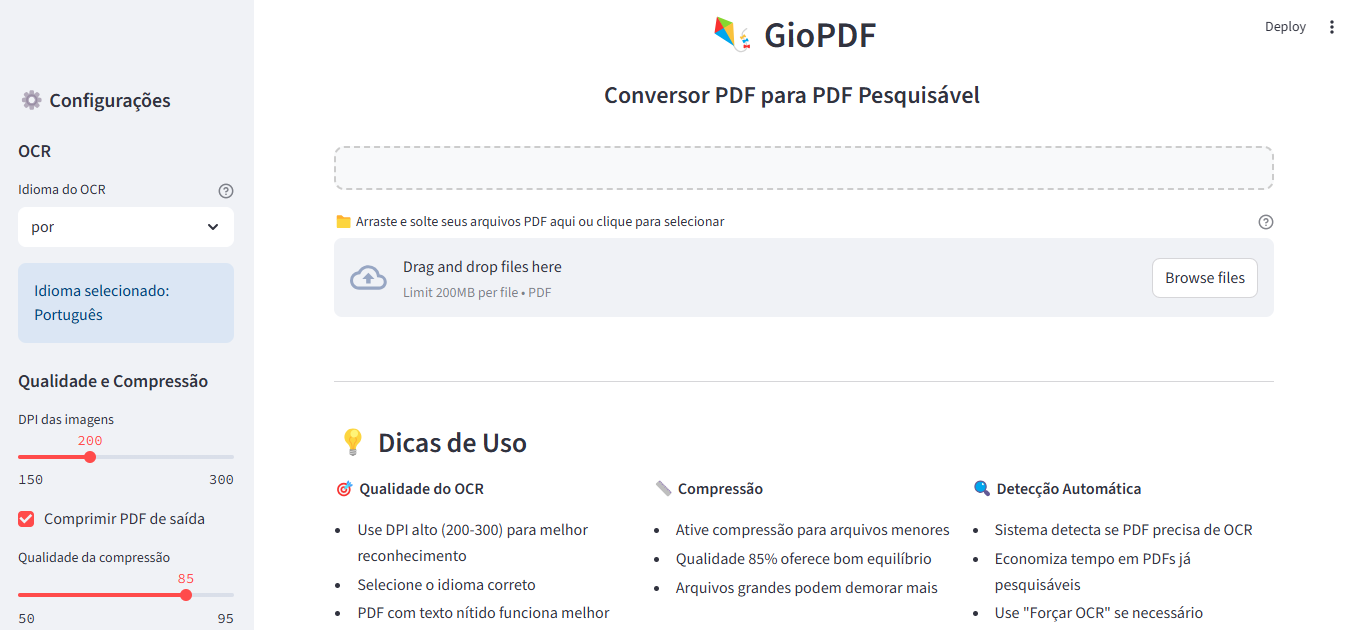 Deploy
GioPDF
Conversor PDF para PDF Pesquisável
Configurações
OCR
Idioma do OCR
por
Idioma selecionado:
Português
Qualidade e Compressão
DPI das imagens
200
150 300
Comprimir PDF de saída
Qualidade da compressão
85
50 95
Arraste e solte seus arquivos PDF aqui ou clique para selecionar
Drag and drop files here
Limit 200MB per file • PDF
Browse files
Dicas de Uso
Qualidade do OCR
• Use DPI alto (200-300) para melhor
reconhecimento
• Selecione o idioma correto
• PDF com texto nítido funciona melhor
Compressão
• Ative compressão para arquivos menores
• Qualidade 85% oferece bom equilíbrio
• Arquivos grandes podem demorar mais
Detecção Automática
• Sistema detecta se PDF precisa de OCR
• Economiza tempo em PDFs já
pesquisáveis
• Use "Forçar OCR" se necessário